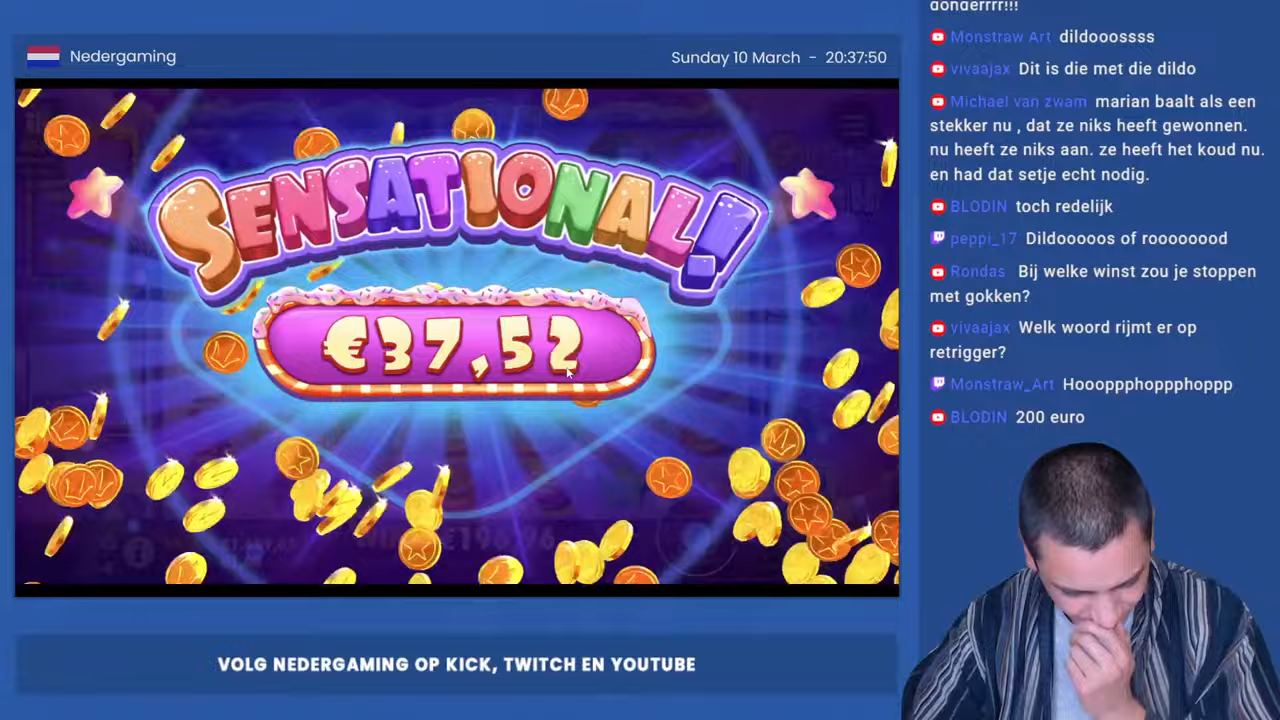 Nedergaming
Sunday 10 March - 20:37:50
SENSATIONAL!
€37,52
VOLG NEDERGAMING OP KICK, TWITCH EN YOUTUBE
donderrrr!!!
Monstraw Art dildooossss
vivaajax Dit is die met die dildo
Michael van zwam marian baalt als een
stekker nu , dat ze niks heeft gewonnen.
nu heeft ze niks aan. ze heeft het koud nu.
en had dat setje echt nodig.
BLODIN toch redelijk
peppi_17 Dildooooos of roooooood
Rondas Bij welke winst zou je stoppen
met gokken?
vivaajax Welk woord rijmt er op
retrigger?
Monstraw_Art Hooopppphoppphoppp
BLODIN 200 euro